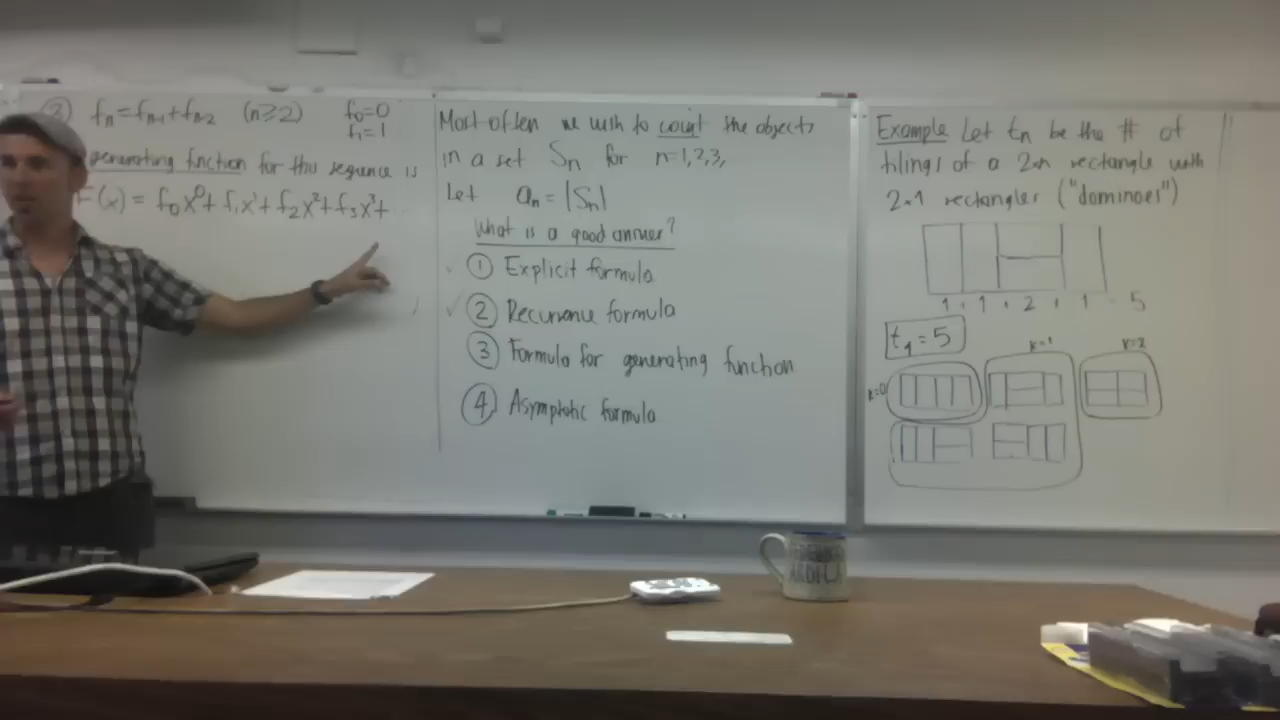 ③ fn = fn-1 + fn-2 (n≥2) f0=0
f1=1
generating function for this sequence is
F(x) = f0x⁰ + f1x¹ + f2x² + f3x³ +
Most often we wish to count the objects
in a set Sn for n=1,2,3,
Let an = |Sn|
What is a good answer?
① Explicit formula
② Recurrence formula
③ Formula for generating function
④ Asymptotic formula
Example Let tn be the # of
tilings of a 2×n rectangle with
2×1 rectangles ("dominoes")
1 , 1 , 2 , 1 5
t4 = 5
K=0
K=1
K=2